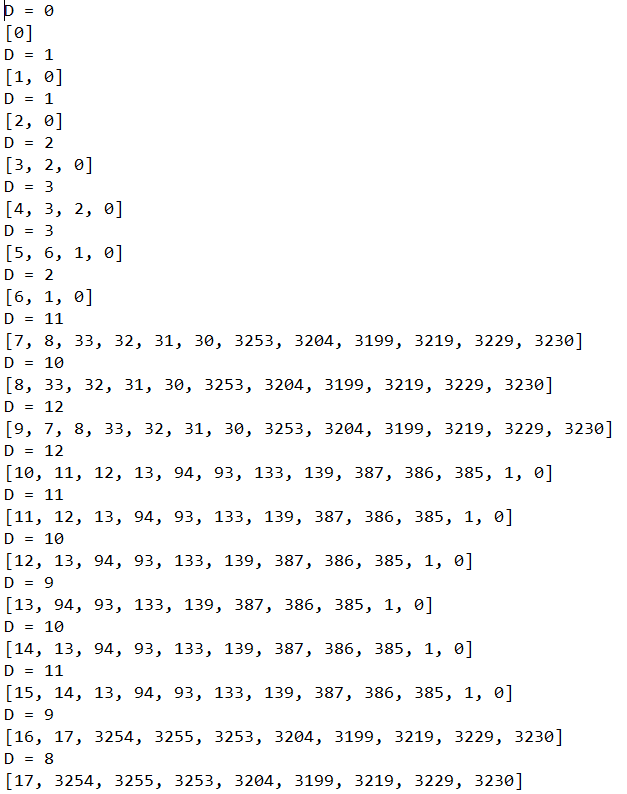 D = 0
[0]
D = 1
[1, 0]
D = 1
[2, 0]
D = 2
[3, 2, 0]
D = 3
[4, 3, 2, 0]
D = 3
[5, 6, 1, 0]
D = 2
[6, 1, 0]
D = 11
[7, 8, 33, 32, 31, 30, 3253, 3204, 3199, 3219, 3229, 3230]
D = 10
[8, 33, 32, 31, 30, 3253, 3204, 3199, 3219, 3229, 3230]
D = 12
[9, 7, 8, 33, 32, 31, 30, 3253, 3204, 3199, 3219, 3229, 3230]
D = 12
[10, 11, 12, 13, 94, 93, 133, 139, 387, 386, 385, 1, 0]
D = 11
[11, 12, 13, 94, 93, 133, 139, 387, 386, 385, 1, 0]
D = 10
[12, 13, 94, 93, 133, 139, 387, 386, 385, 1, 0]
D = 9
[13, 94, 93, 133, 139, 387, 386, 385, 1, 0]
D = 10
[14, 13, 94, 93, 133, 139, 387, 386, 385, 1, 0]
D = 11
[15, 14, 13, 94, 93, 133, 139, 387, 386, 385, 1, 0]
D = 9
[16, 17, 3254, 3255, 3253, 3204, 3199, 3219, 3229, 3230]
D = 8
[17, 3254, 3255, 3253, 3204, 3199, 3219, 3229, 3230]